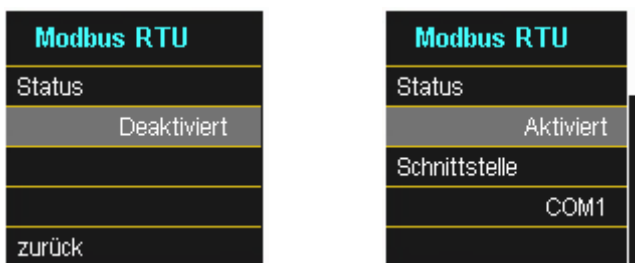 Modbus RTU
Status
Deaktiviert
zurück
Modbus RTU
Status
Aktiviert
Schnittstelle
COM1